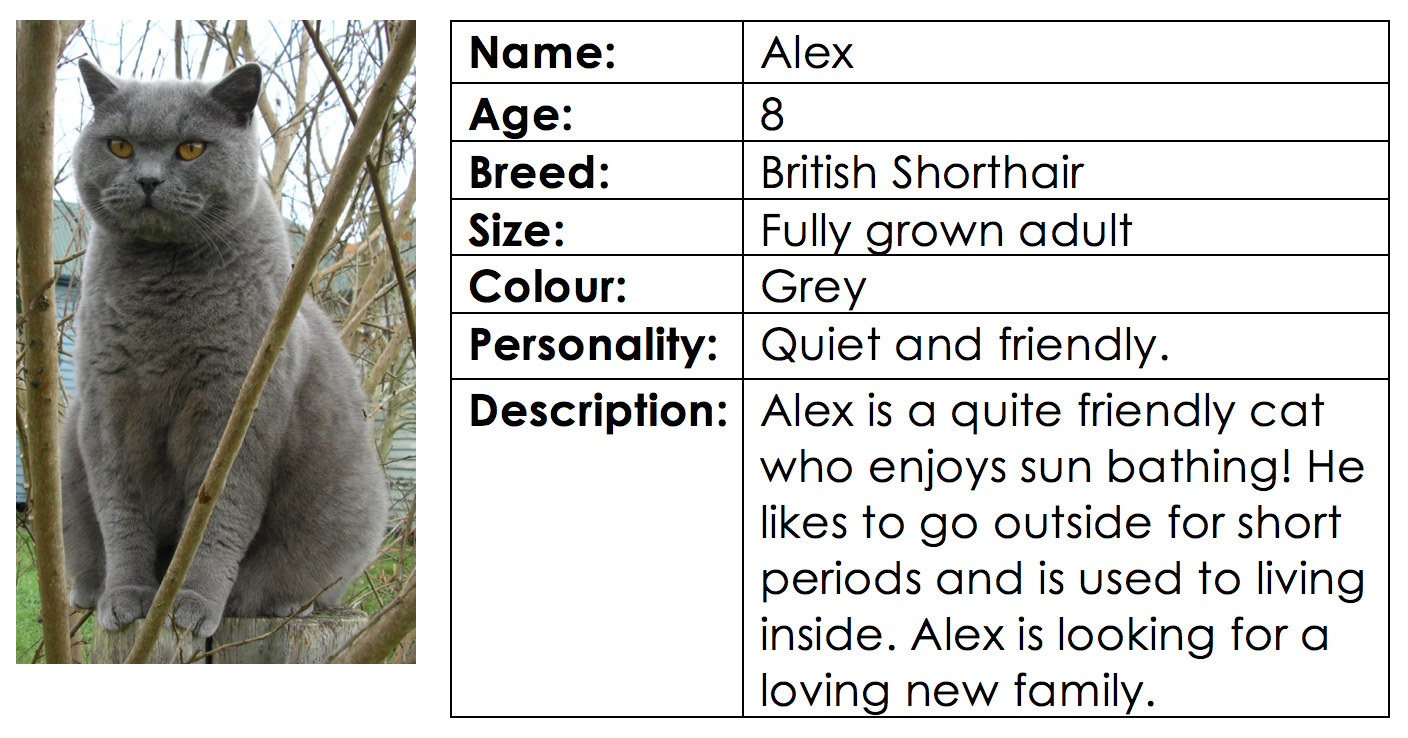 Name: Alex
Age: 8
Breed: British Shorthair
Size: Fully grown adult
Colour: Grey
Personality: Quiet and friendly.
Description: Alex is a quite friendly cat
who enjoys sun bathing! He
likes to go outside for short
periods and is used to living
inside. Alex is looking for a
loving new family.